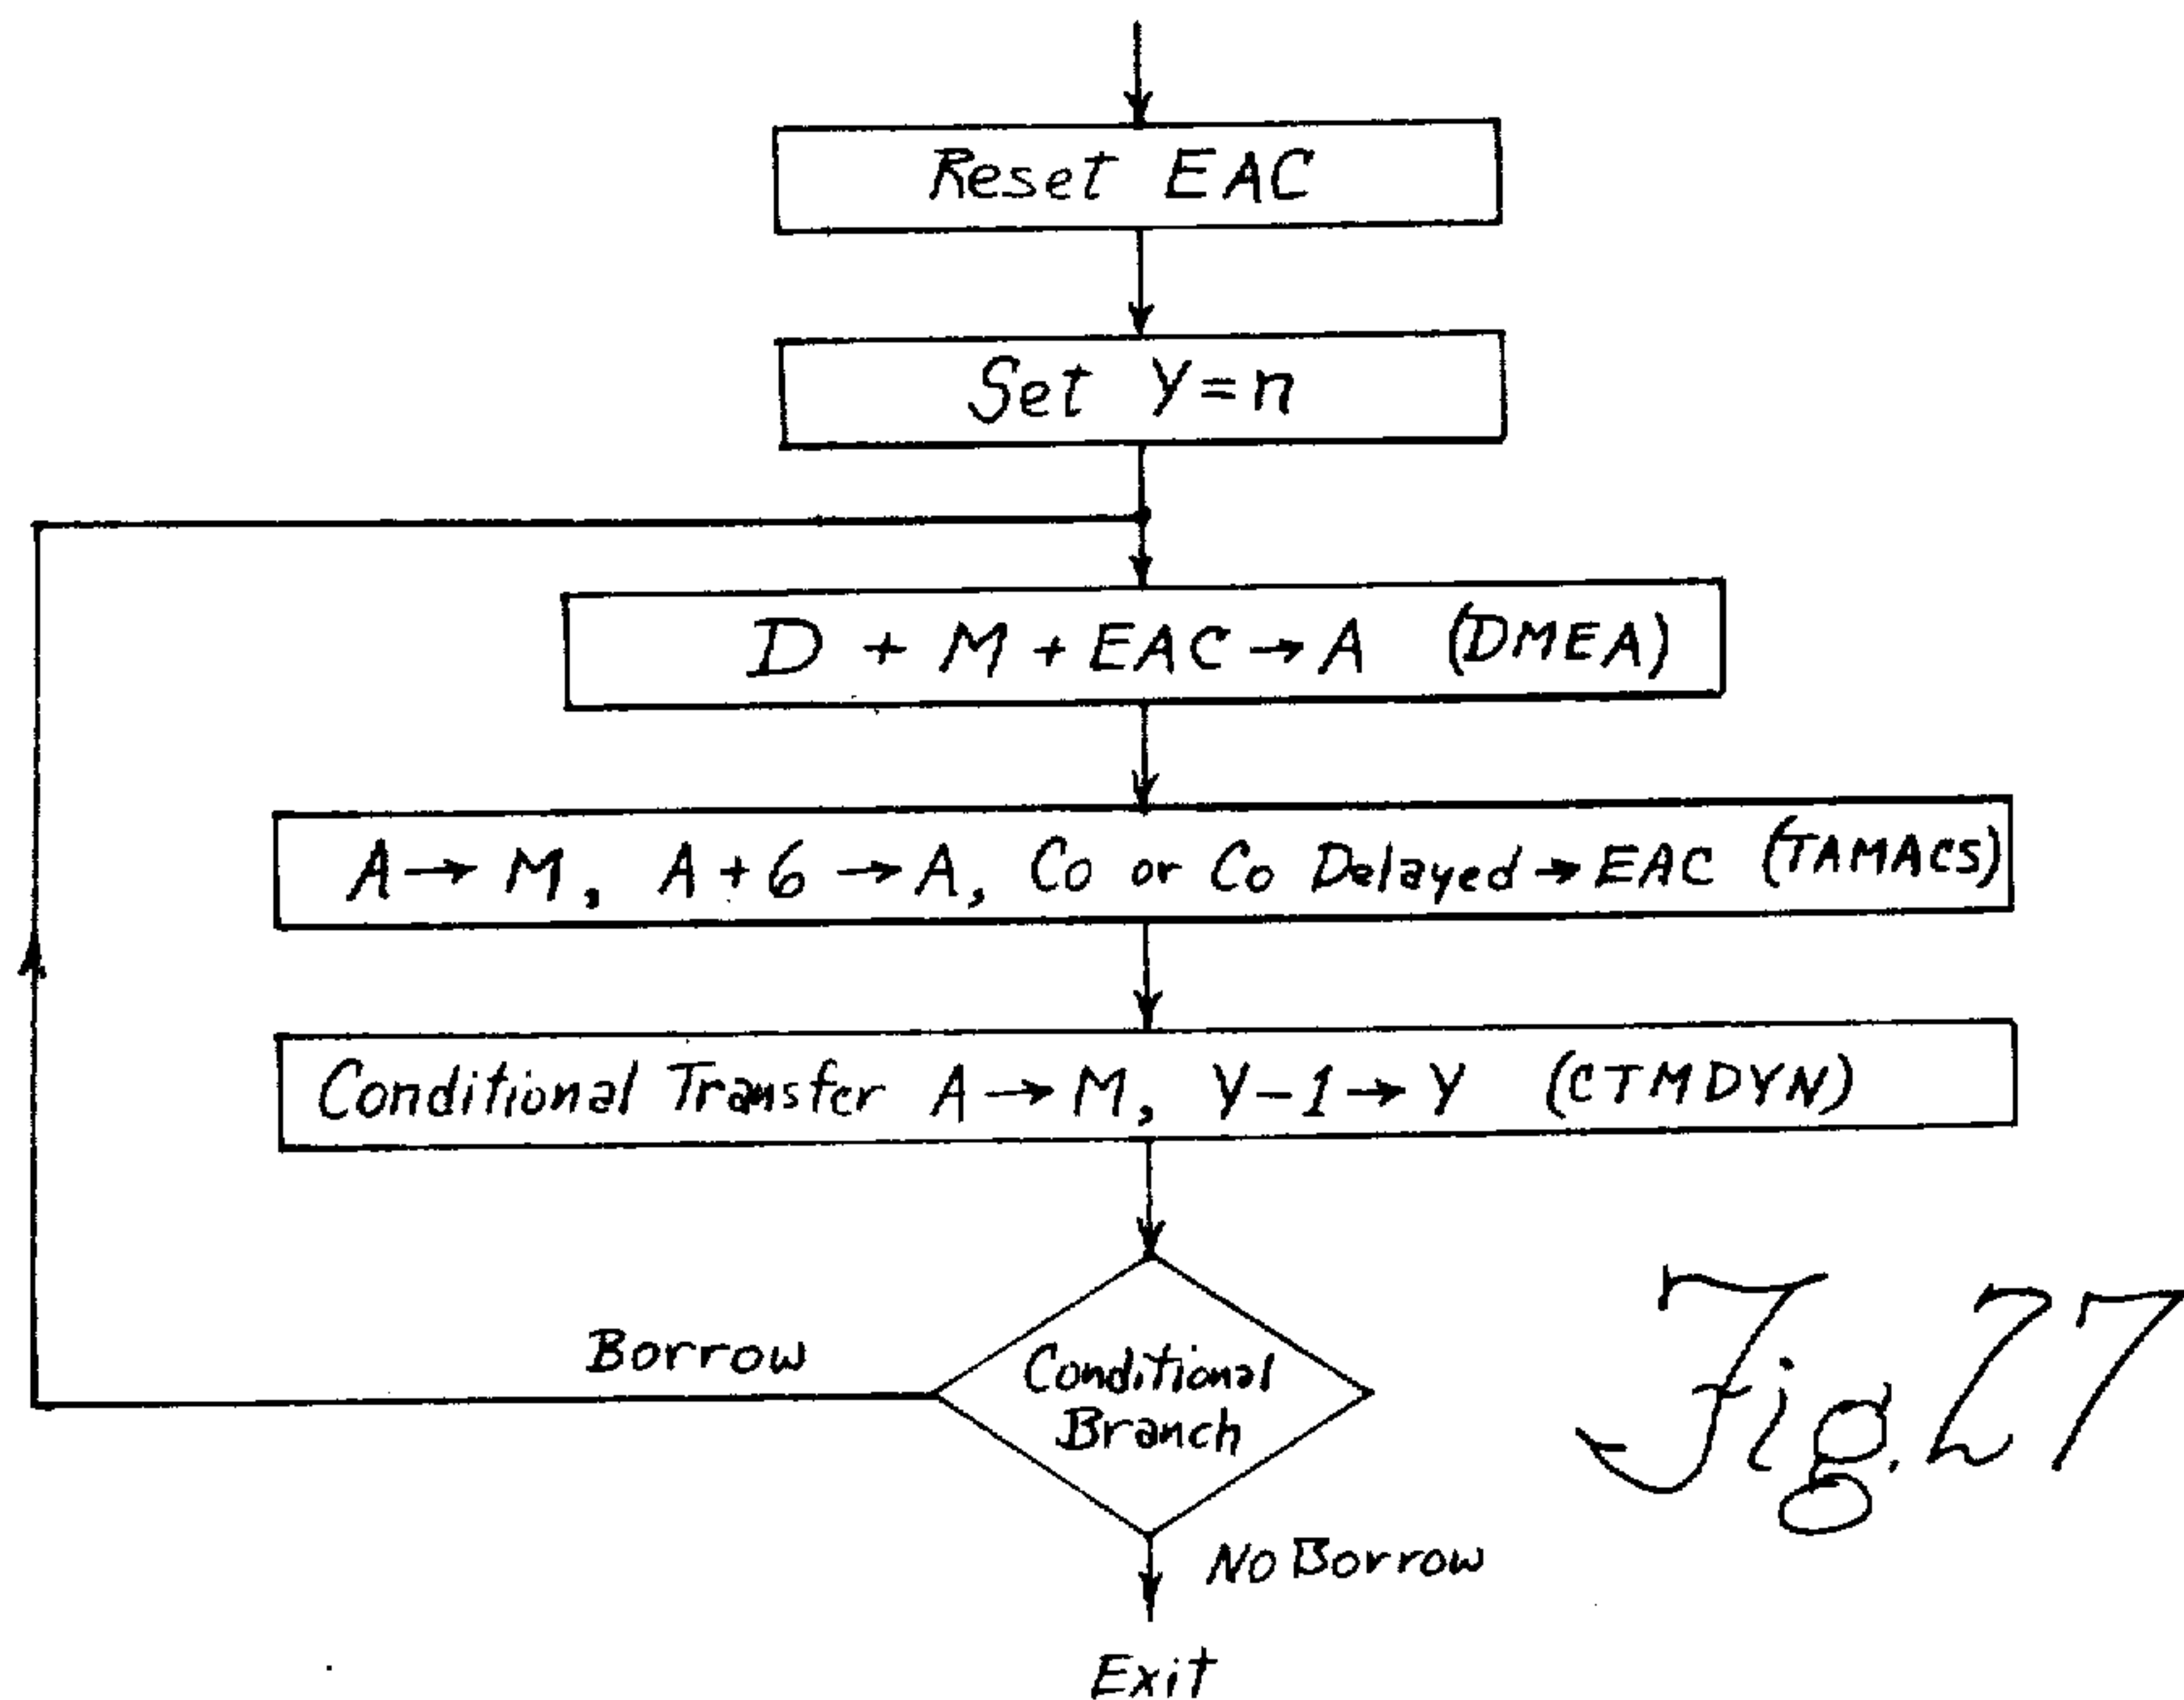 Reset EAC
Set Y=n
D + M + EAC → A (DMEA)
A → M, A + 6 → A, Co or Co Delayed → EAC (TAMACS)
Conditional Transfer A → M, Y-1 → Y (CTMDYN)
Borrow
Conditional
Branch
No Borrow
Exit
Fig. 27